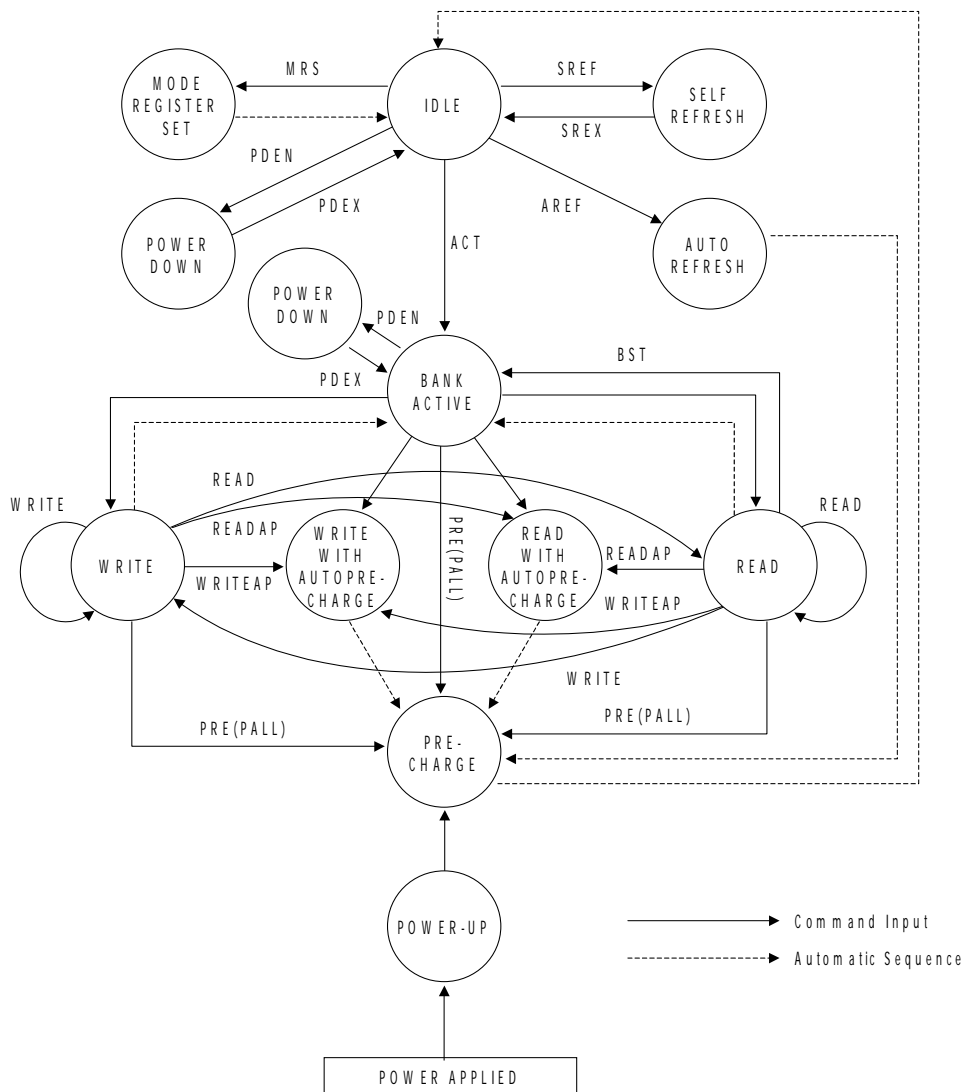 MRS
SREF
MODE
REGISTER
SET
IDLE
SELF
REFRESH
SREX
PDEN
PDEX
AREF
POWER
DOWN
ACT
AUTO
REFRESH
POWER
DOWN
PDEN
BST
PDEX
BANK
ACTIVE
READ
WRITE
READ
READAP
WRITE
WRITE
WITH
AUTOPRE-
CHARGE
WRITEAP
PRE(PALL)
READ
WITH
AUTOPRE-
CHARGE
READAP
READ
WRITEAP
WRITE
PRE(PALL)
PRE(PALL)
PRE-
CHARGE
POWER-UP
Command Input
Automatic Sequence
POWER APPLIED